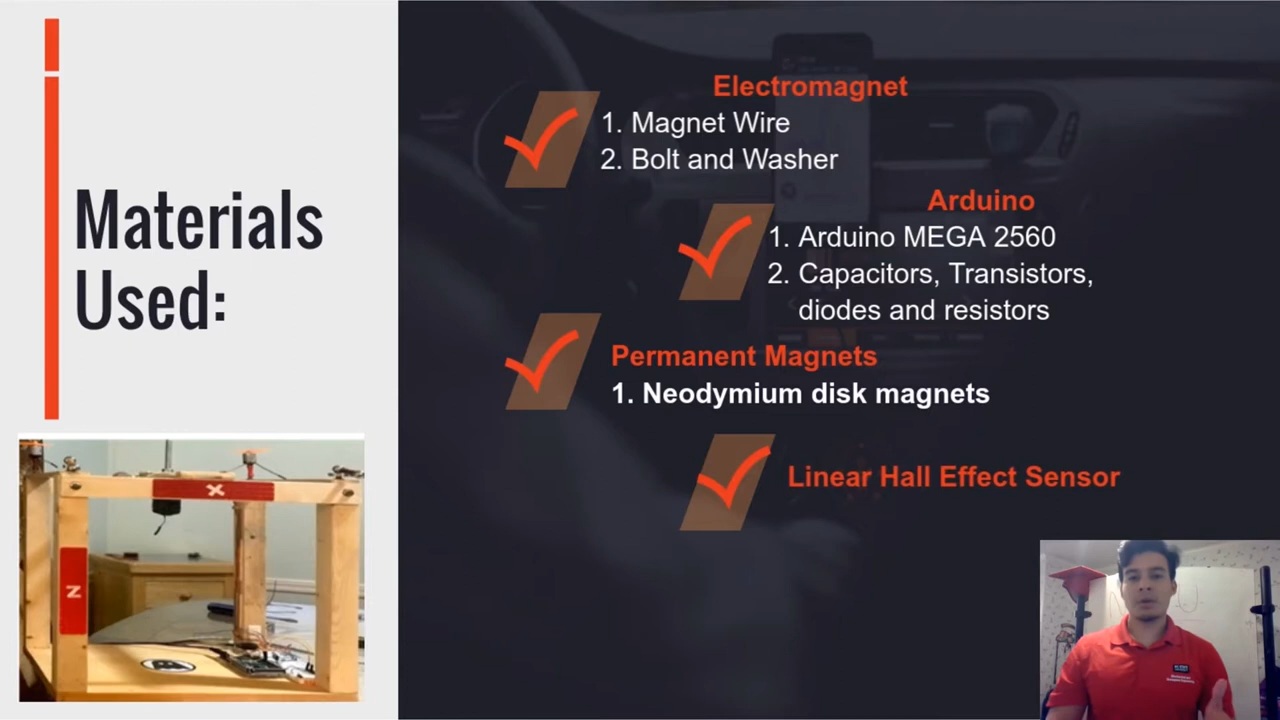 Materials
Used:
Electromagnet
1. Magnet Wire
2. Bolt and Washer
Arduino
1. Arduino MEGA 2560
2. Capacitors, Transistors,
diodes and resistors
Permanent Magnets
1. Neodymium disk magnets
Linear Hall Effect Sensor
X
Z